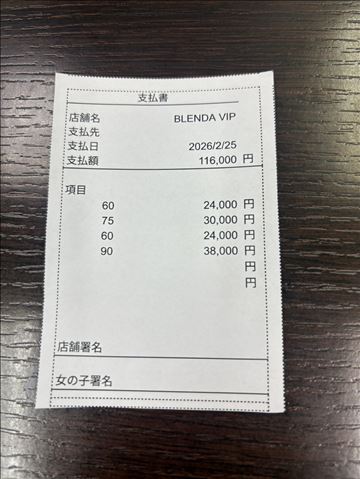 支払書
店舗名 BLENDA VIP
支払先
支払日 2026/2/25
支払額 116,000 円
項目
60 24,000 円
75 30,000 円
60 24,000 円
90 38,000 円
円
円
店舗署名
女の子署名